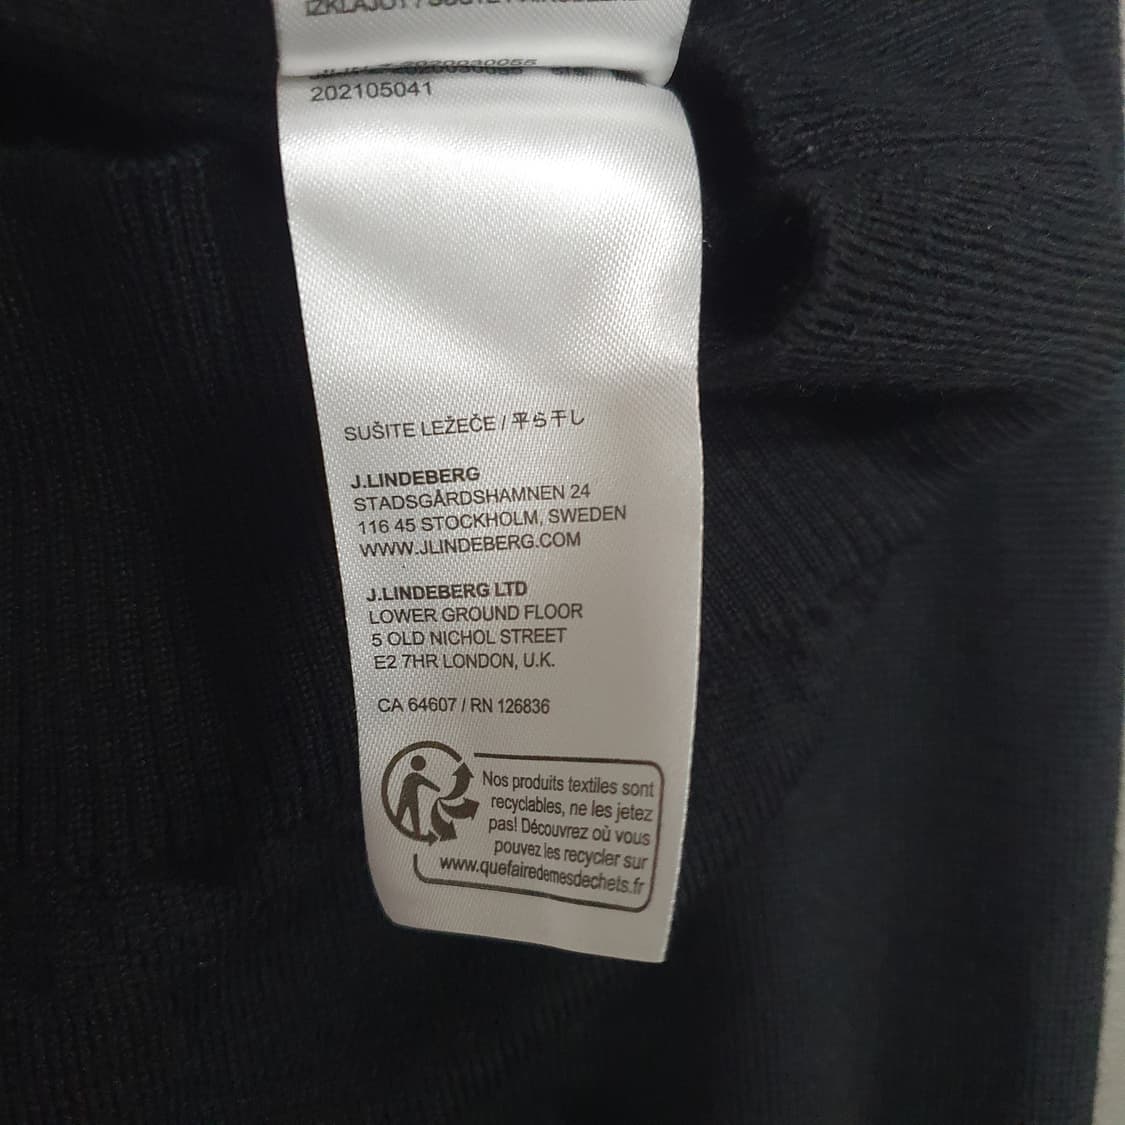 202105041
SUŠITE LEŽEČE / 平ら干し
J.LINDEBERG
STADSGÅRDSHAMNEN 24
116 45 STOCKHOLM, SWEDEN
WWW.JLINDEBERG.COM
J.LINDEBERG LTD
LOWER GROUND FLOOR
5 OLD NICHOL STREET
E2 7HR LONDON, U.K.
CA 64607 / RN 126836
Nos produits textiles sont
recyclables, ne les jetez
pas! Découvrez où vous
pouvez les recycler sur
www.quefairedemesdechets.fr